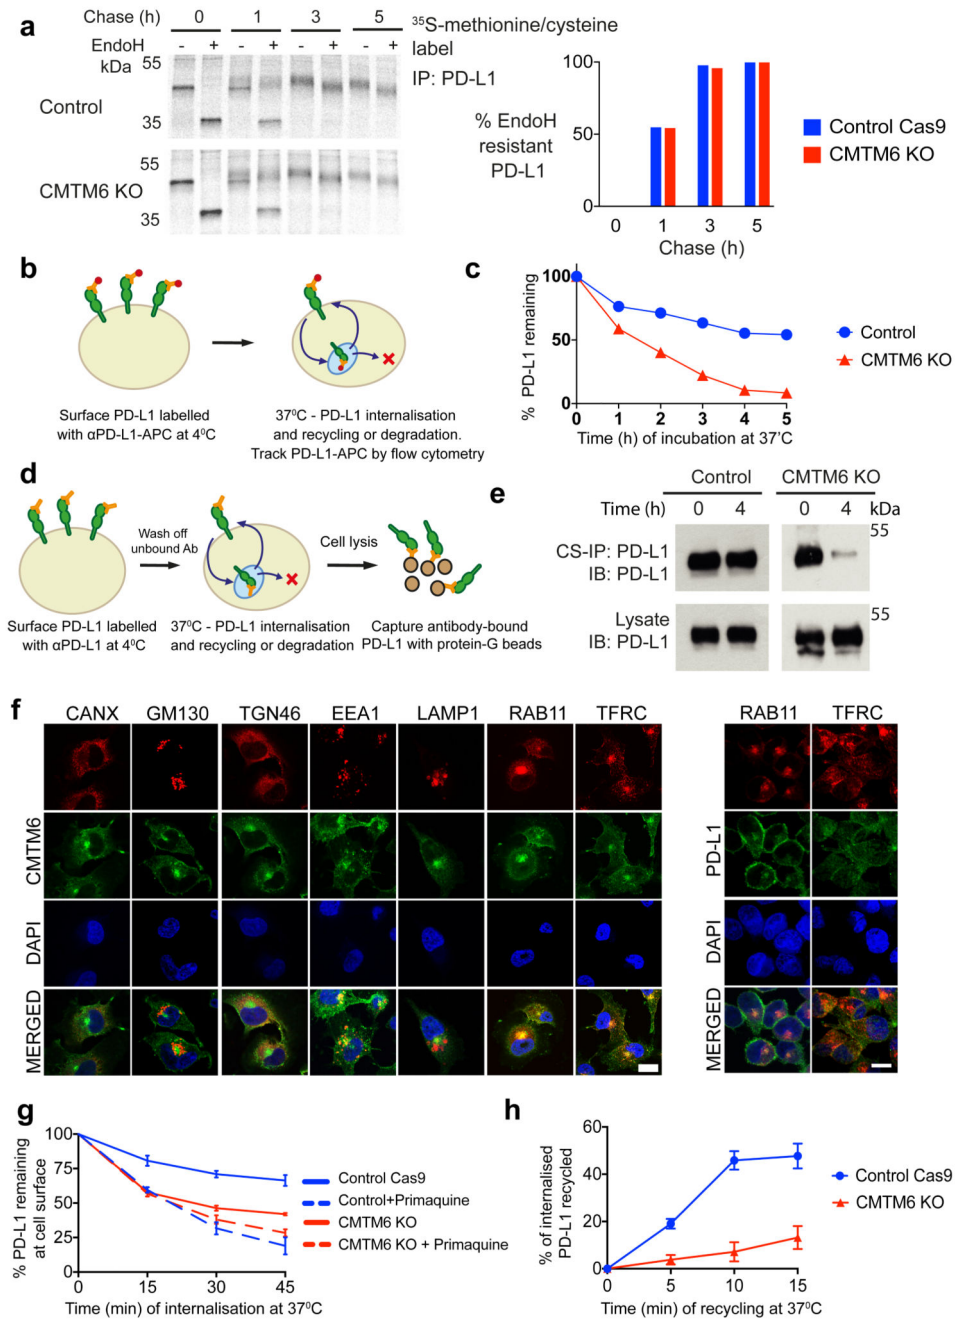 a
Chase (h) 0 1 3 5
EndoH - + - + - + - +
kDa
55
35
Control
55
35
CMTM6 KO
35S-methionine/cysteine
label
IP: PD-L1
% EndoH
resistant
PD-L1
100
50
0
0 1 3 5
Chase (h)
Control Cas9
CMTM6 KO
b
Surface PD-L1 labelled
with αPD-L1-APC at 4⁰C
37⁰C - PD-L1 internalisation
and recycling or degradation.
Track PD-L1-APC by flow cytometry
c
% PD-L1 remaining
100
50
0
0 1 2 3 4 5
Time (h) of incubation at 37'C
Control
CMTM6 KO
d
Wash off
unbound Ab
Cell lysis
Surface PD-L1 labelled
with αPD-L1 at 4⁰C
37⁰C - PD-L1 internalisation
and recycling or degradation
Capture antibody-bound
PD-L1 with protein-G beads
e
Control CMTM6 KO
Time (h) 0 4 0 4 kDa
55
CS-IP: PD-L1
IB: PD-L1
55
Lysate
IB: PD-L1
f
CANX GM130 TGN46 EEA1 LAMP1 RAB11 TFRC
CMTM6
DAPI
MERGED
RAB11 TFRC
PD-L1
DAPI
MERGED
g
% PD-L1 remaining
at cell surface
100
75
50
25
0
0 15 30 45
Time (min) of internalisation at 37⁰C
Control Cas9
Control+Primaquine
CMTM6 KO
CMTM6 KO + Primaquine
h
% of internalised
PD-L1 recycled
60
40
20
0
0 5 10 15
Time (min) of recycling at 37⁰C
Control Cas9
CMTM6 KO